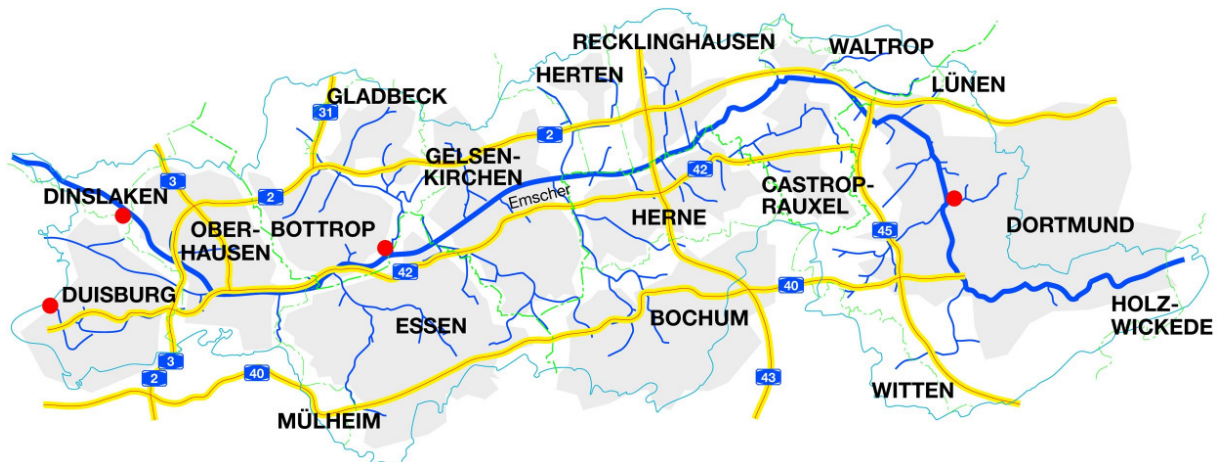 RECKLINGHAUSEN
WALTROP
HERTEN
LÜNEN
GLADBECK
31
2
GELSEN-
KIRCHEN
42
3
DINSLAKEN
2
Emscher
CASTROP-
RAUXEL
OBER-
HAUSEN
BOTTROP
HERNE
DORTMUND
45
42
DUISBURG
40
ESSEN
BOCHUM
HOLZ-
WICKEDE
3
2
40
43
WITTEN
MÜLHEIM